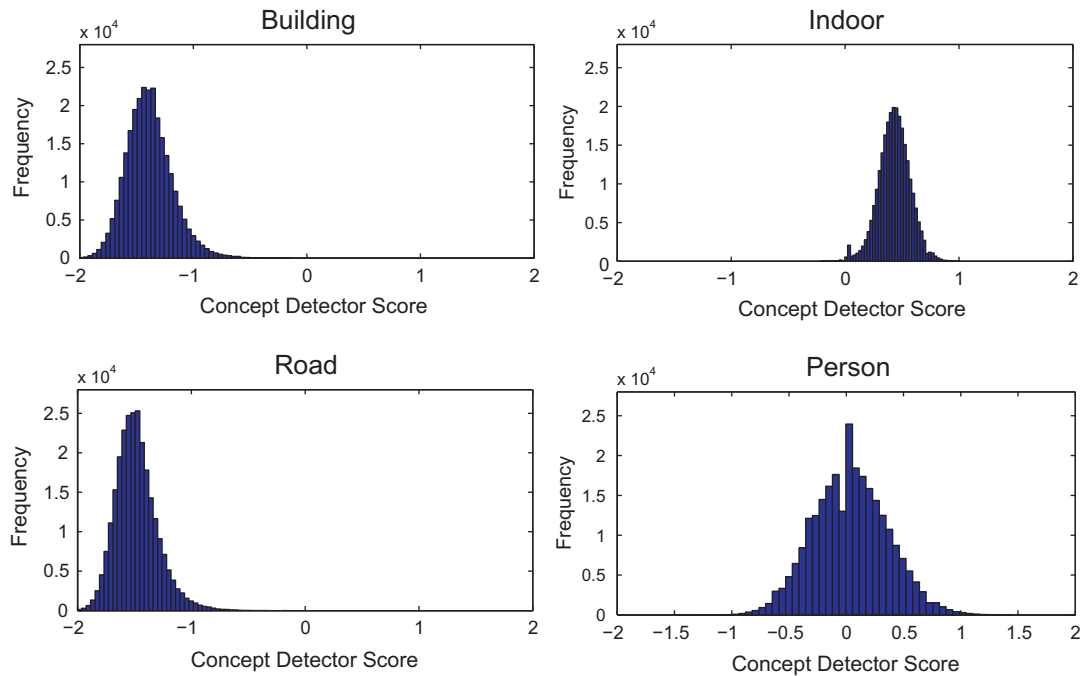 Building
x 10^4
2.5
2
1.5
1
0.5
0
Frequency
−2 −1 0 1 2
Concept Detector Score
Indoor
x 10^4
2.5
2
1.5
1
0.5
0
Frequency
−2 −1 0 1 2
Concept Detector Score
Road
x 10^4
2.5
2
1.5
1
0.5
0
Frequency
−2 −1 0 1 2
Concept Detector Score
Person
x 10^4
2.5
2
1.5
1
0.5
0
Frequency
−2 −1.5 −1 −0.5 0 0.5 1 1.5 2
Concept Detector Score